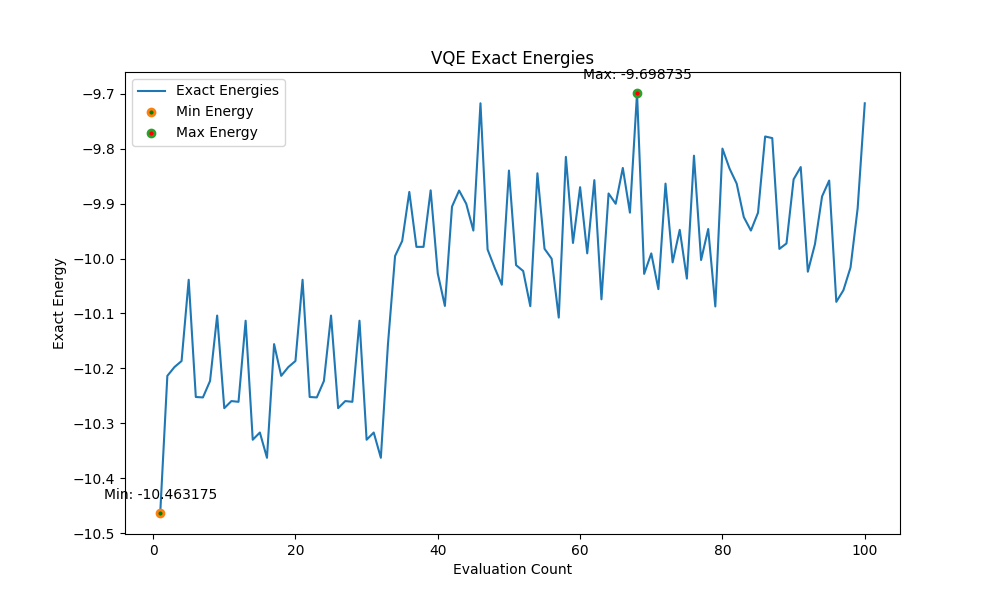 VQE Exact Energies
Max: -9.698735
Exact Energies
Min Energy
Max Energy
−9.7
−9.8
−9.9
−10.0
−10.1
−10.2
−10.3
−10.4
−10.5
Exact Energy
Min: -10.463175
0 20 40 60 80 100
Evaluation Count